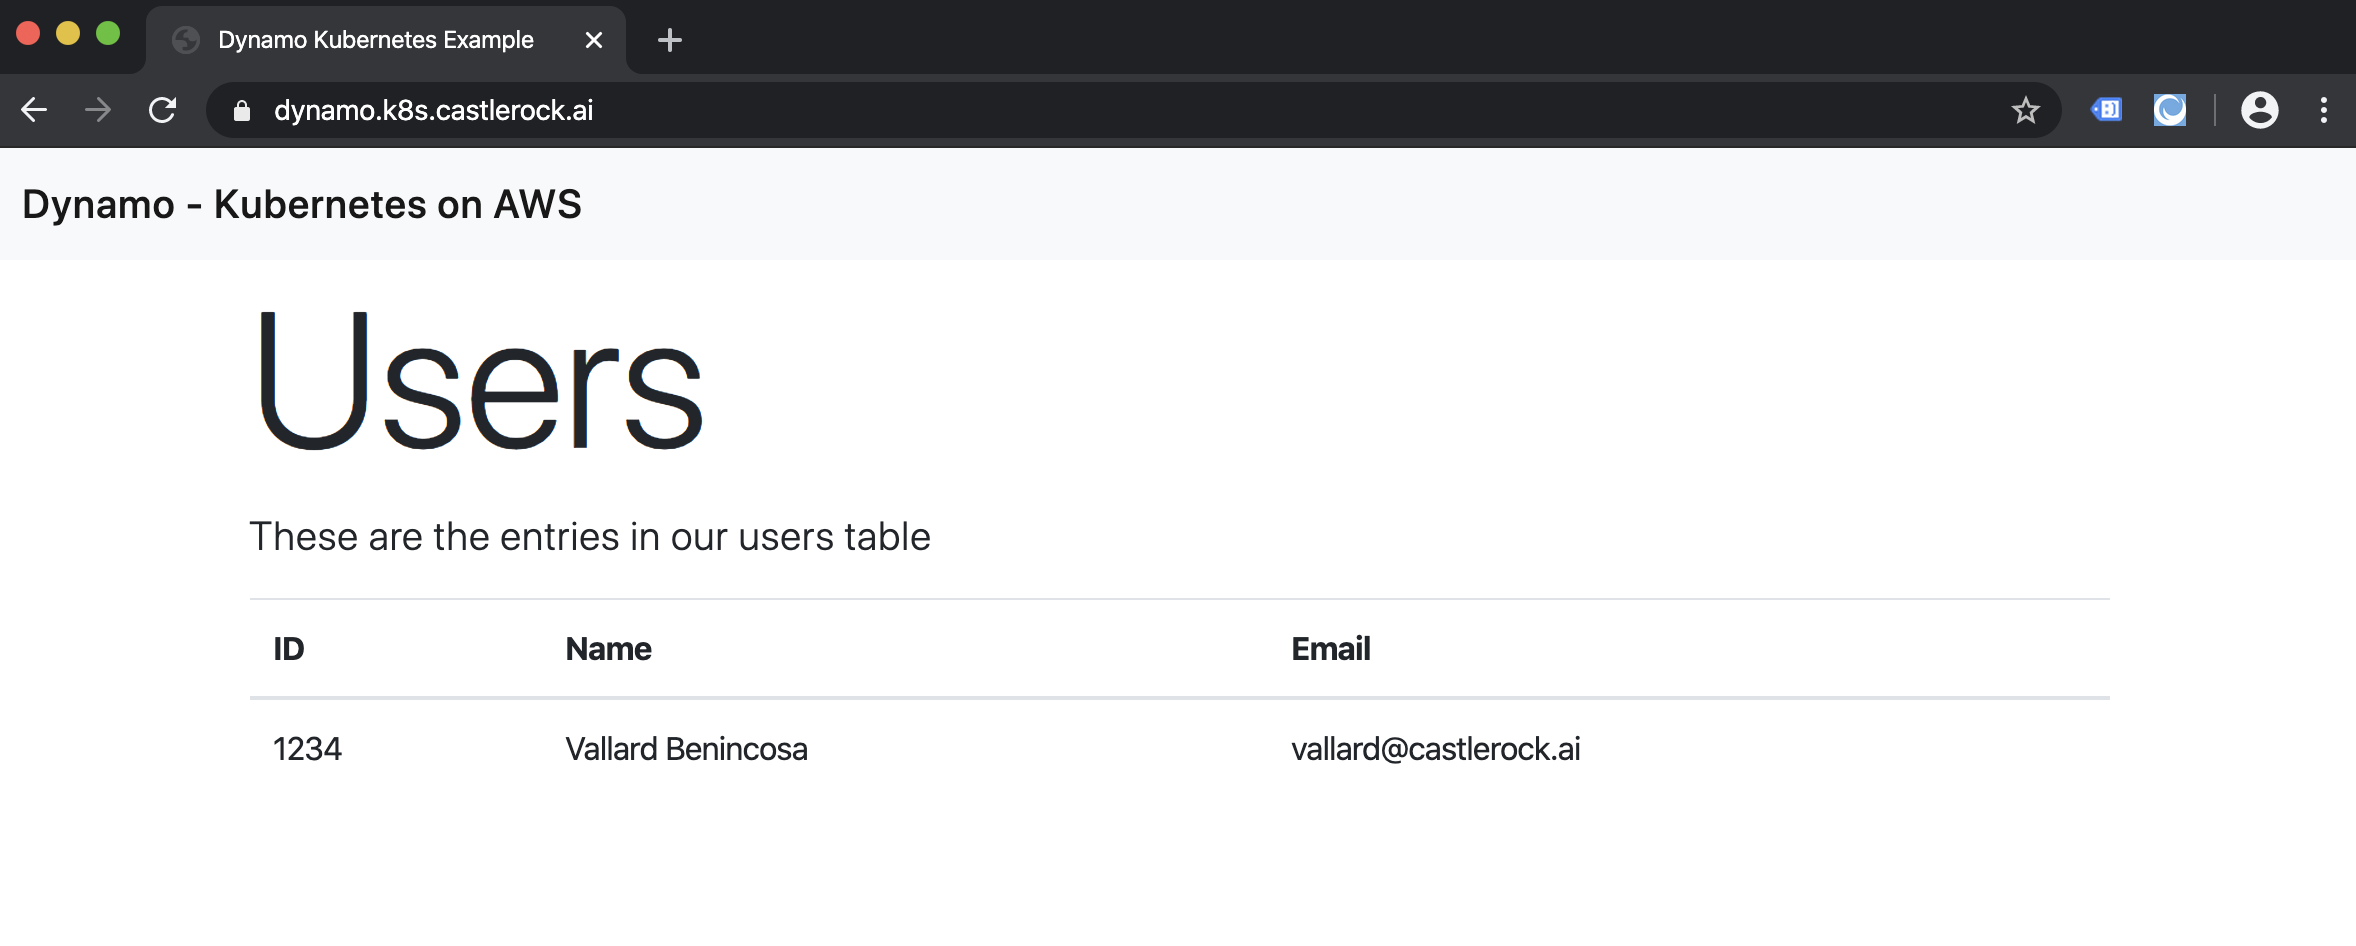 Dynamo Kubernetes Example
dynamo.k8s.castlerock.ai
Dynamo - Kubernetes on AWS
Users
These are the entries in our users table
ID Name Email
1234 Vallard Benincosa vallard@castlerock.ai